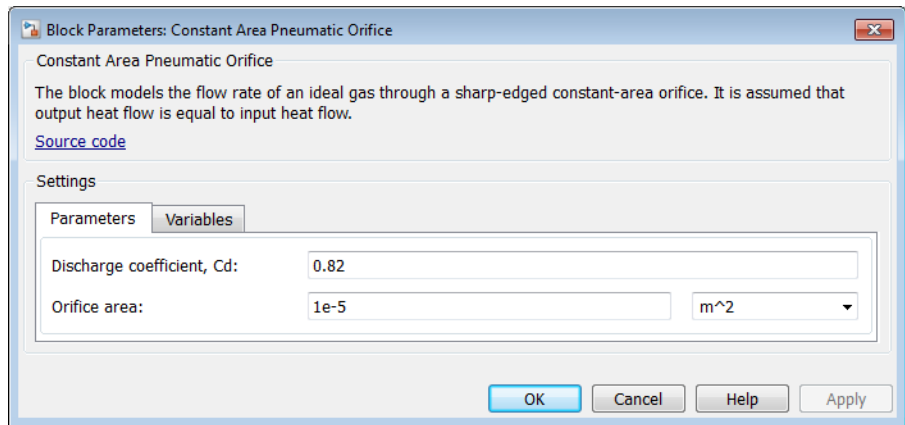 Block Parameters: Constant Area Pneumatic Orifice
Constant Area Pneumatic Orifice
The block models the flow rate of an ideal gas through a sharp-edged constant-area orifice. It is assumed that
output heat flow is equal to input heat flow.
Source code
Settings
Parameters Variables
Discharge coefficient, Cd: 0.82
Orifice area: 1e-5 m^2
OK Cancel Help Apply